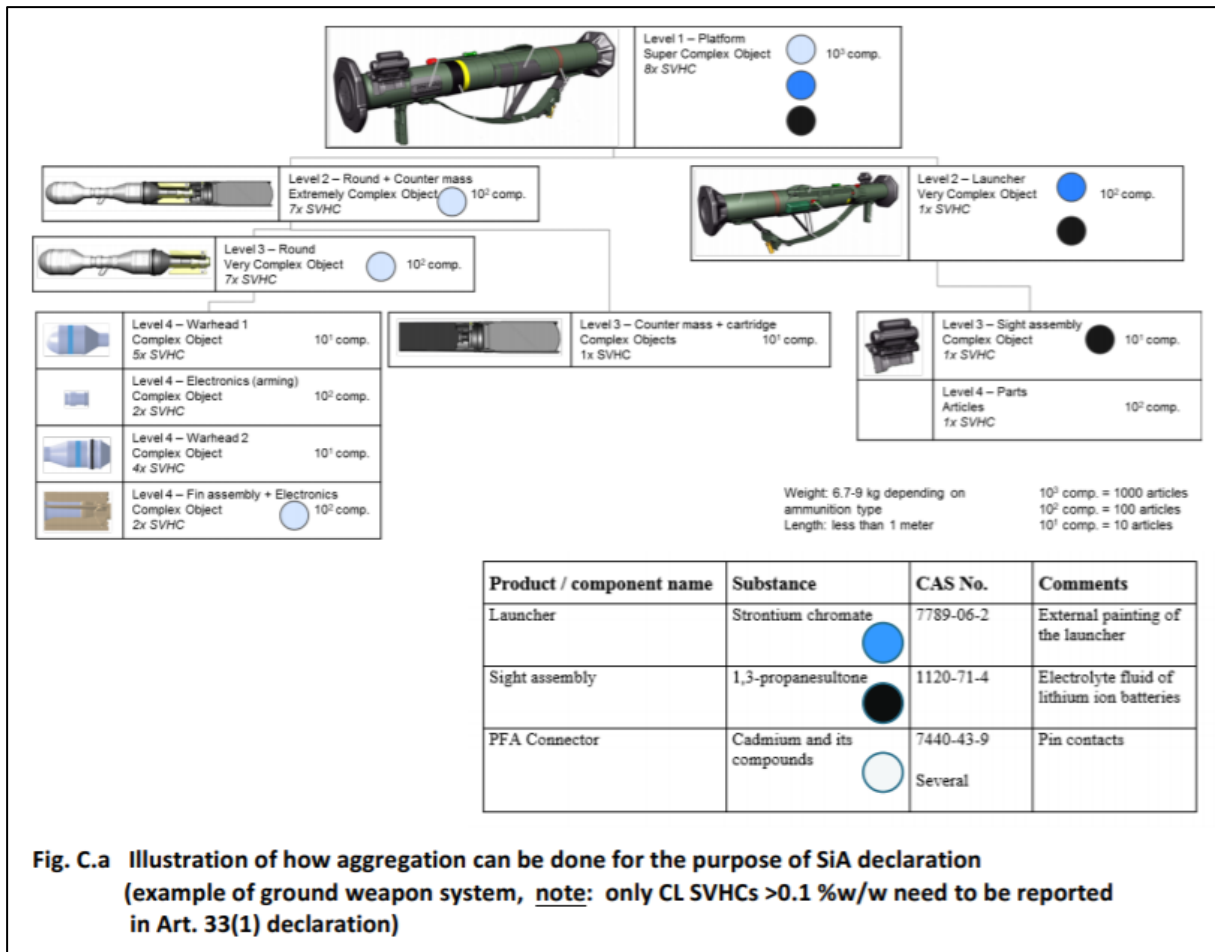 Level 1 – Platform
Super Complex Object
8x SVHC
10³ comp.
Level 2 – Round + Counter mass
Extremely Complex Object
7x SVHC
10² comp.
Level 2 – Launcher
Very Complex Object
1x SVHC
10² comp.
Level 3 – Round
Very Complex Object
7x SVHC
10² comp.
Level 4 – Warhead 1
Complex Object
5x SVHC
10¹ comp.
Level 4 – Electronics (arming)
Complex Object
2x SVHC
10² comp.
Level 4 – Warhead 2
Complex Object
4x SVHC
10¹ comp.
Level 4 – Fin assembly + Electronics
Complex Object
2x SVHC
10² comp.
Level 3 – Counter mass + cartridge
Complex Objects
1x SVHC
10¹ comp.
Level 3 – Sight assembly
Complex Object
1x SVHC
10¹ comp.
Level 4 – Parts
Articles
1x SVHC
10² comp.
Weight: 6.7-9 kg depending on
ammunition type
Length: less than 1 meter
10³ comp. = 1000 articles
10² comp. = 100 articles
10¹ comp. = 10 articles
Product / component name Substance CAS No. Comments
Launcher Strontium chromate 7789-06-2 External painting of
the launcher
Sight assembly 1,3-propanesultone 1120-71-4 Electrolyte fluid of
lithium ion batteries
PFA Connector Cadmium and its 7440-43-9 Pin contacts
compounds
Several
Fig. C.a Illustration of how aggregation can be done for the purpose of SiA declaration
(example of ground weapon system, note: only CL SVHCs >0.1 %w/w need to be reported
in Art. 33(1) declaration)